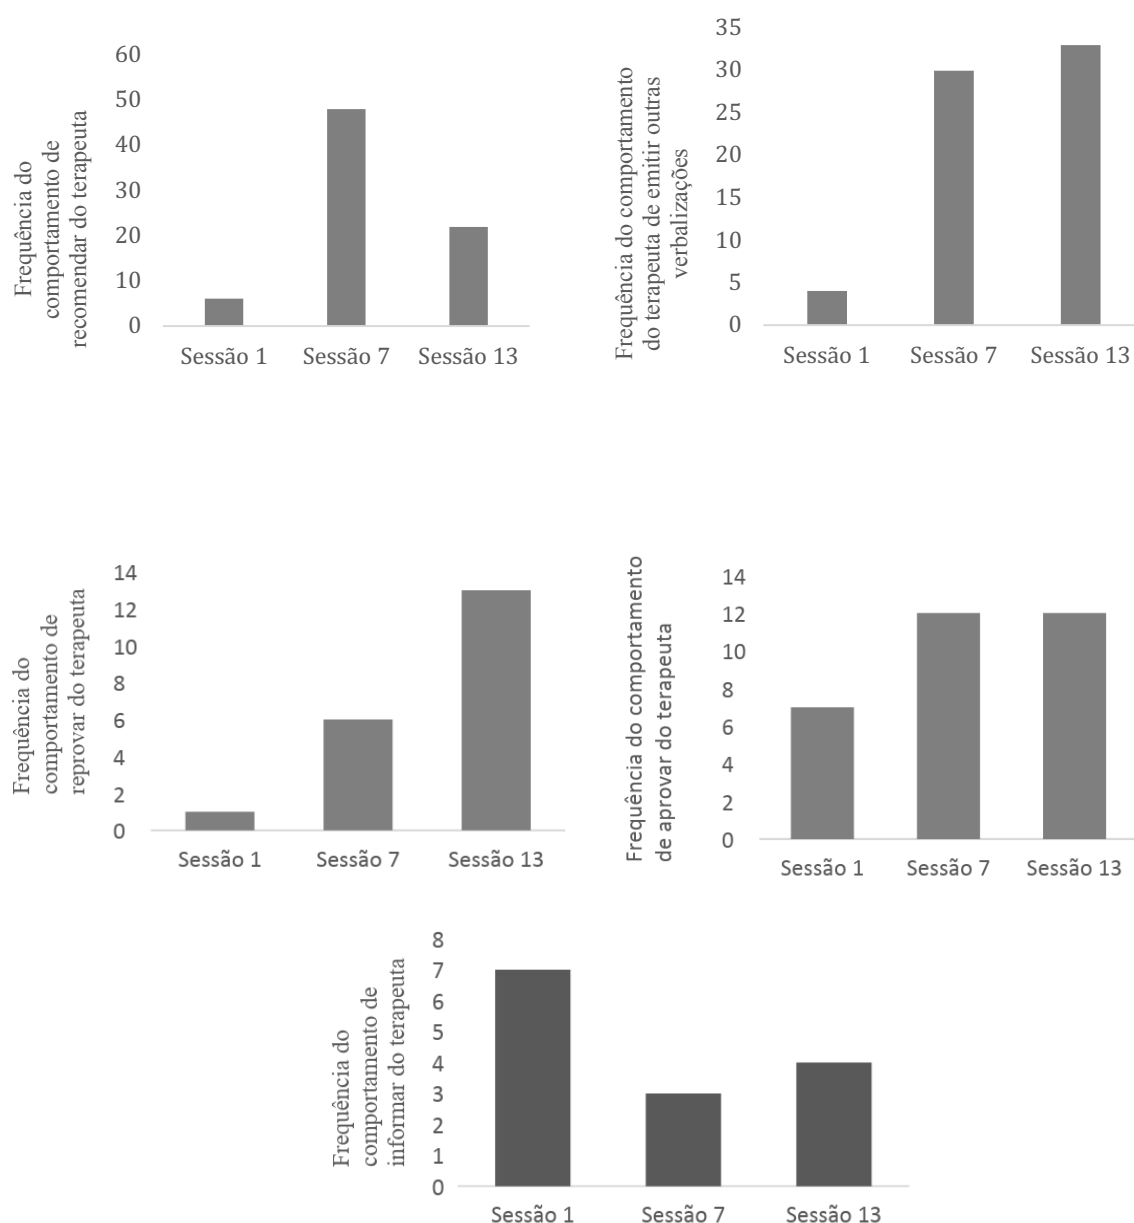 Frequência do
comportamento de
recomendar do terapeuta
60
50
40
30
20
10
0
Sessão 1 Sessão 7 Sessão 13
Frequência do comportamento
do terapeuta de emitir outras
verbalizações
35
30
25
20
15
10
5
0
Sessão 1 Sessão 7 Sessão 13
Frequência do
comportamento de
reprovar do terapeuta
14
12
10
8
6
4
2
0
Sessão 1 Sessão 7 Sessão 13
Frequência do comportamento
de aprovar do terapeuta
14
12
10
8
6
4
2
0
Sessão 1 Sessão 7 Sessão 13
Frequência do
comportamento de
informar do terapeuta
8
7
6
5
4
3
2
1
0
Sessão 1 Sessão 7 Sessão 13